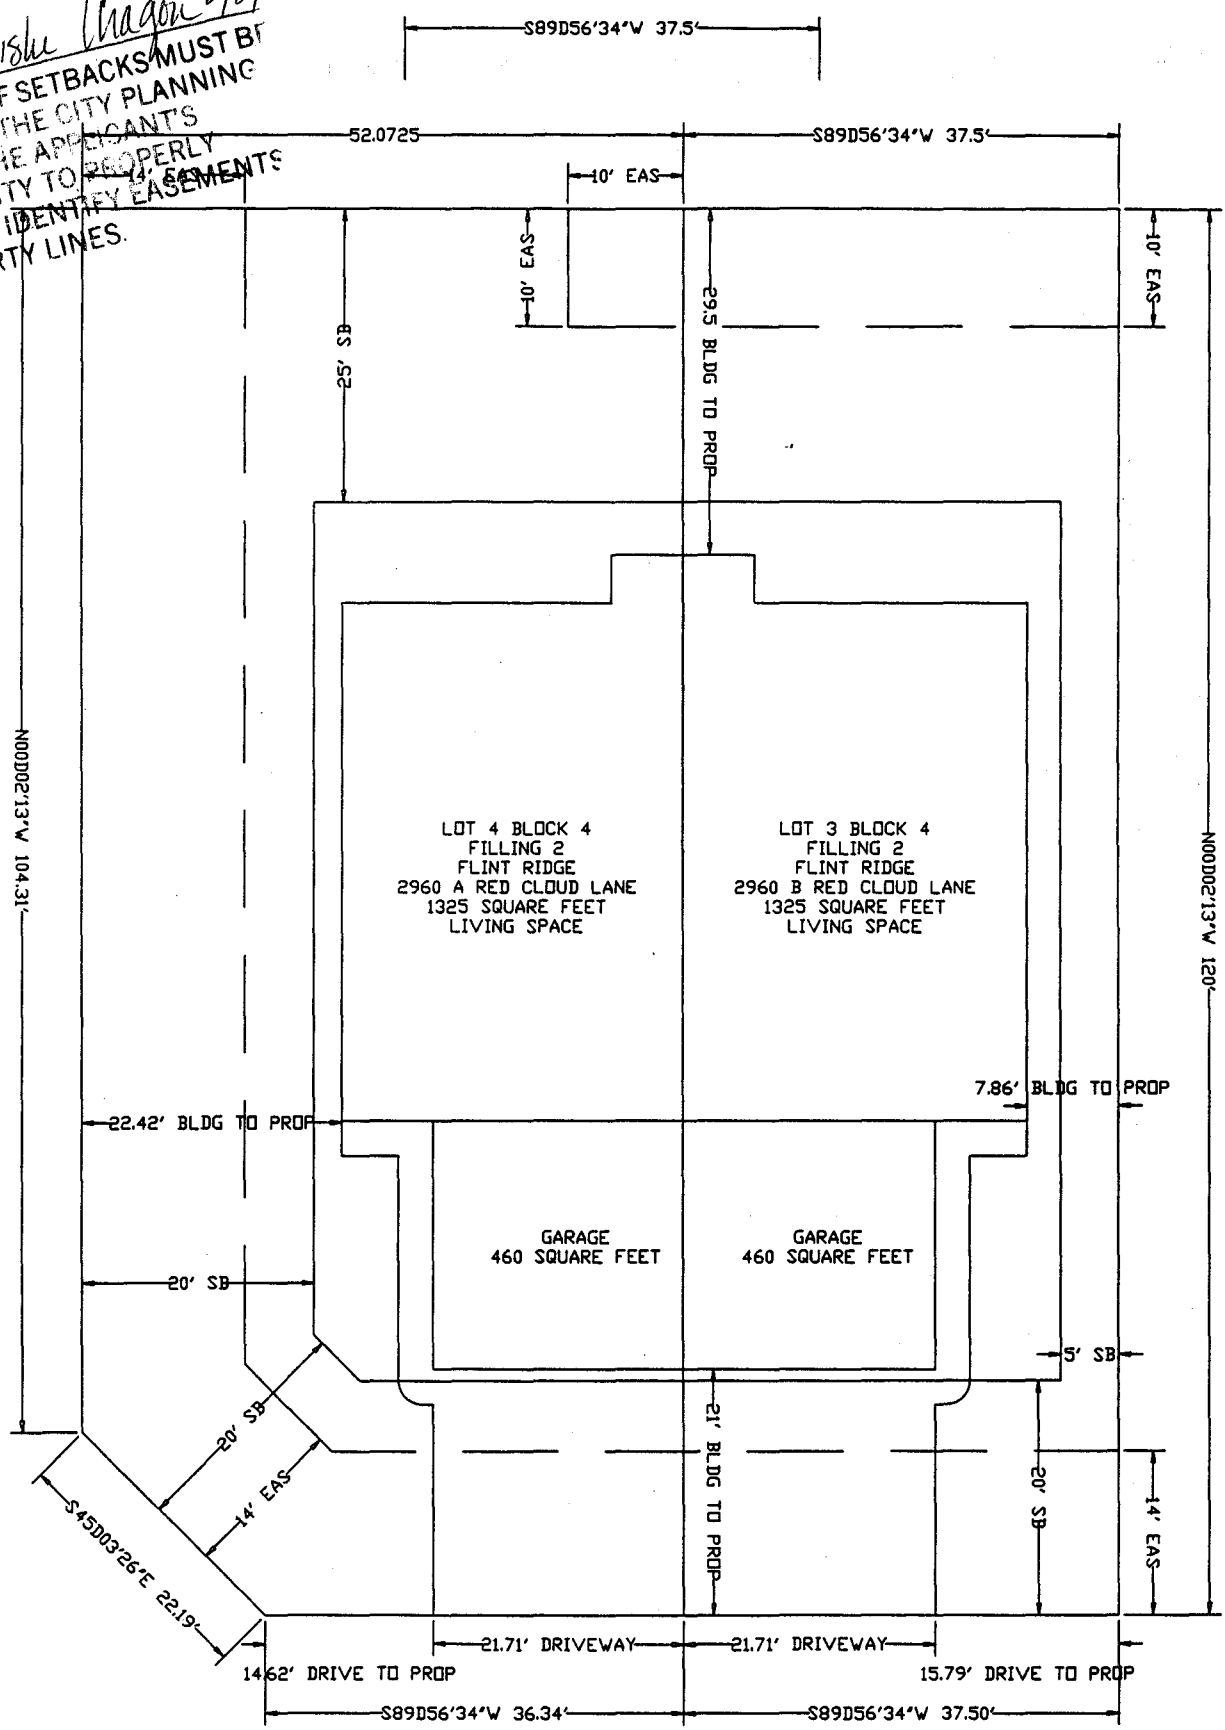 S89D56'34"W 37.5'
SETBACKS MUST BE
THE CITY PLANNING
APPLICANT'S
TO PROPERLY
IDENTIFY EASEMENTS
LINES.
52.0725
S89D56'34"W 37.5'
14' EAS
10' EAS
10' EAS
10' EAS
25' SB
29.5 BLDG TO PROP
N00D02'13"W 104.31'
N00D02'13"W 120'
LOT 4 BLOCK 4
FILLING 2
FLINT RIDGE
2960 A RED CLOUD LANE
1325 SQUARE FEET
LIVING SPACE
LOT 3 BLOCK 4
FILLING 2
FLINT RIDGE
2960 B RED CLOUD LANE
1325 SQUARE FEET
LIVING SPACE
7.86' BLDG TO PROP
22.42' BLDG TO PROP
GARAGE
460 SQUARE FEET
GARAGE
460 SQUARE FEET
20' SB
5' SB
20' SB
14' EAS
21' BLDG TO PROP
20' SB
14' EAS
S45D03'26"E 22.19'
21.71' DRIVEWAY
21.71' DRIVEWAY
14.62' DRIVE TO PROP
15.79' DRIVE TO PROP
S89D56'34"W 36.34'
S89D56'34"W 37.50'